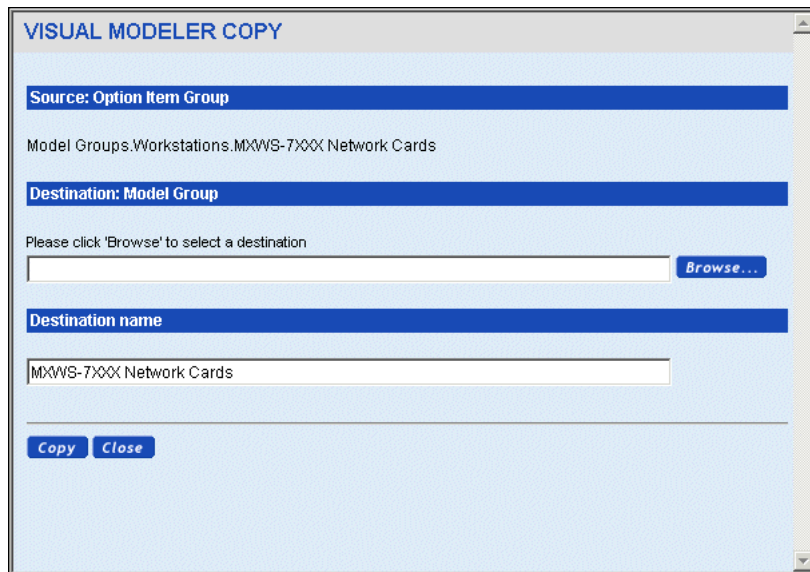 VISUAL MODELER COPY
Source: Option Item Group
Model Groups.Workstations.MXWS-7XXX Network Cards
Destination: Model Group
Please click 'Browse' to select a destination
Browse...
Destination name
MXWS-7XXX Network Cards
Copy Close